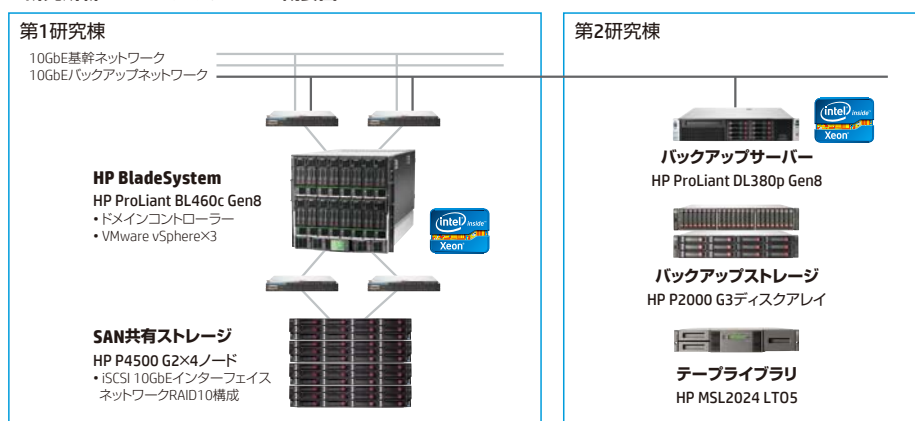 第1研究棟
10GbE基幹ネットワーク
10GbEバックアップネットワーク
HP BladeSystem
HP ProLiant BL460c Gen8
• ドメインコントローラー
• VMware vSphere×3
intel inside
Xeon
SAN共有ストレージ
HP P4500 G2×4ノード
• iSCSI 10GbEインターフェイス
ネットワークRAID10構成
第2研究棟
intel inside
Xeon
バックアップサーバー
HP ProLiant DL380p Gen8
バックアップストレージ
HP P2000 G3ディスクアレイ
テープライブラリ
HP MSL2024 LTO5